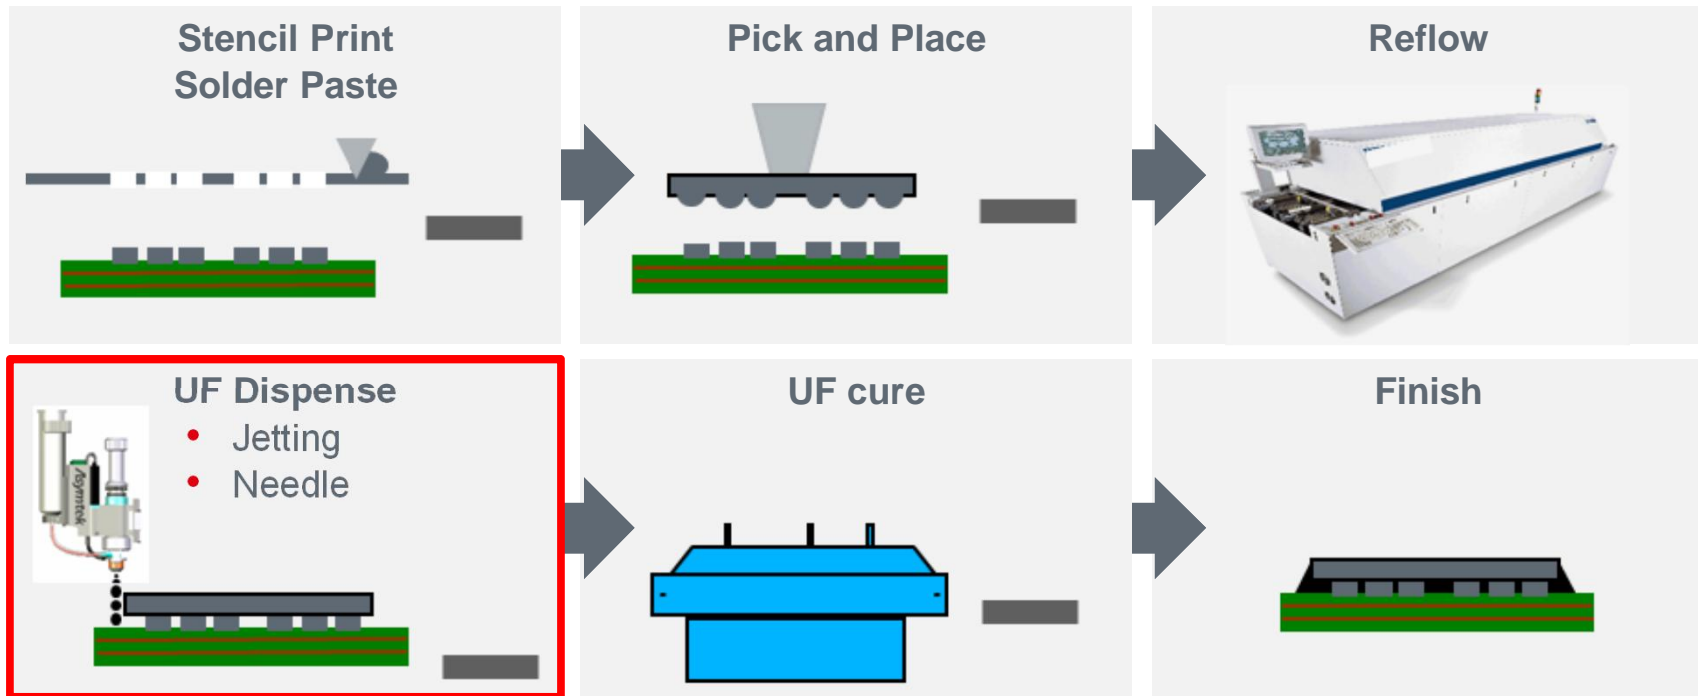 Stencil Print
Solder Paste
Pick and Place
Reflow
UF Dispense
• Jetting
• Needle
Asymtek
UF cure
Finish